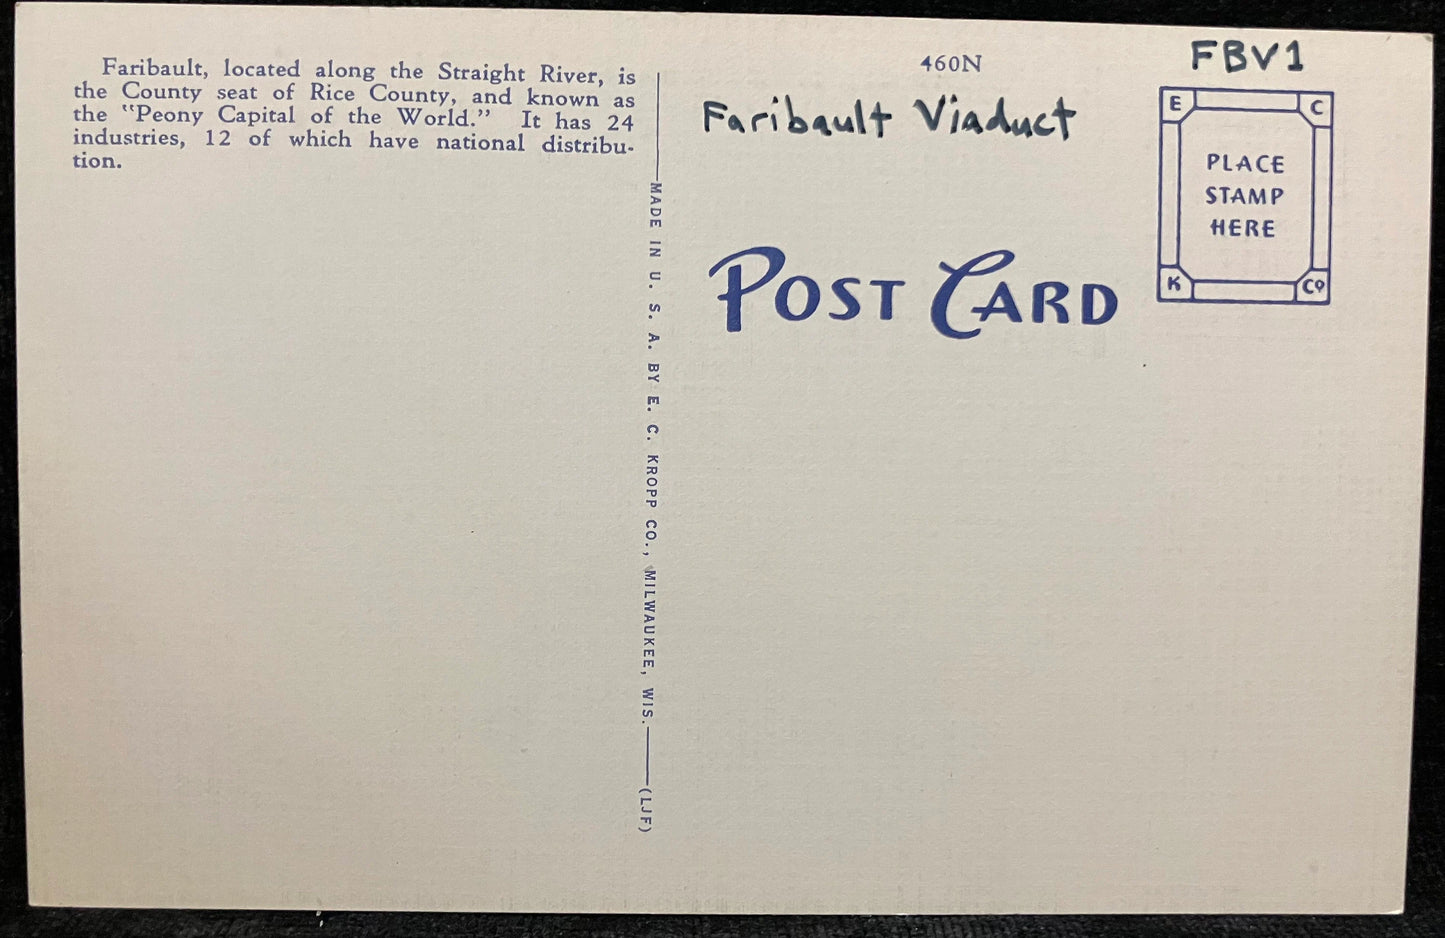 Faribault, located along the Straight River, is
the County seat of Rice County, and known as
the "Peony Capital of the World." It has 24
industries, 12 of which have national distribu-
tion.
MADE IN U. S. A. BY E. C. KROPP CO., MILWAUKEE, WIS.
(LJF)
460N
Faribault Viaduct
POST CARD
FBV1
E C
PLACE
STAMP
HERE
K Co